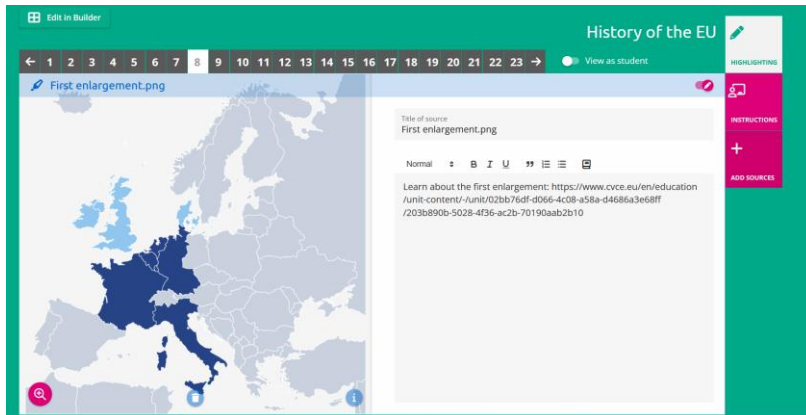 Edit in Builder
History of the EU
← 1 2 3 4 5 6 7 8 9 10 11 12 13 14 15 16 17 18 19 20 21 22 23 →
View as student
HIGHLIGHTING
First enlargement.png
INSTRUCTIONS
Title of source
First enlargement.png
ADD SOURCES
Normal B I U
Learn about the first enlargement: https://www.cvce.eu/en/education
/unit-content/-/unit/02bb76df-d066-4c08-a58a-d4686a3e68ff
/203b890b-5028-4f36-ac2b-70190aab2b10